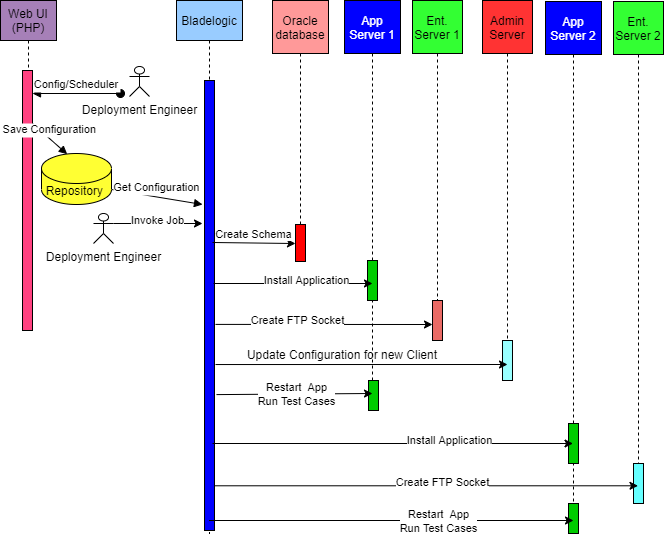 Web UI
(PHP)
Bladelogic
Oracle
database
App
Server 1
Ent.
Server 1
Admin
Server
App
Server 2
Ent.
Server 2
Config/Scheduler
Deployment Engineer
Save Configuration
Repository
Get Configuration
Invoke Job
Deployment Engineer
Create Schema
Install Application
Create FTP Socket
Update Configuration for new Client
Restart App
Run Test Cases
Install Application
Create FTP Socket
Restart App
Run Test Cases